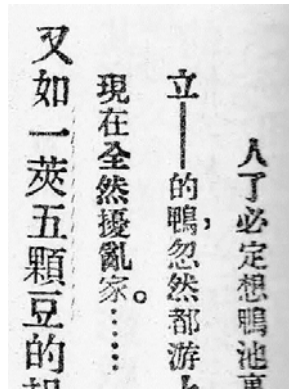 人了必定想鴨池
立——的鴨,忽然都游
現在全然擾亂家。……
又如一莢五顆豆的